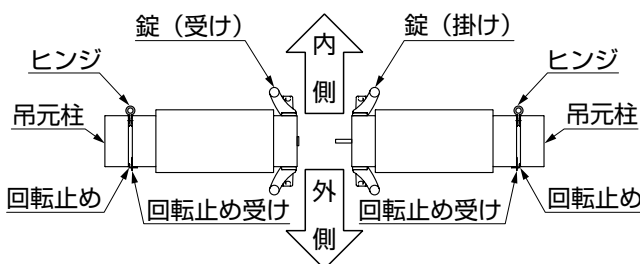 錠（受け）
内側
錠（掛け）
ヒンジ
ヒンジ
吊元柱
吊元柱
回転止め
回転止め受け
外側
回転止め受け
回転止め